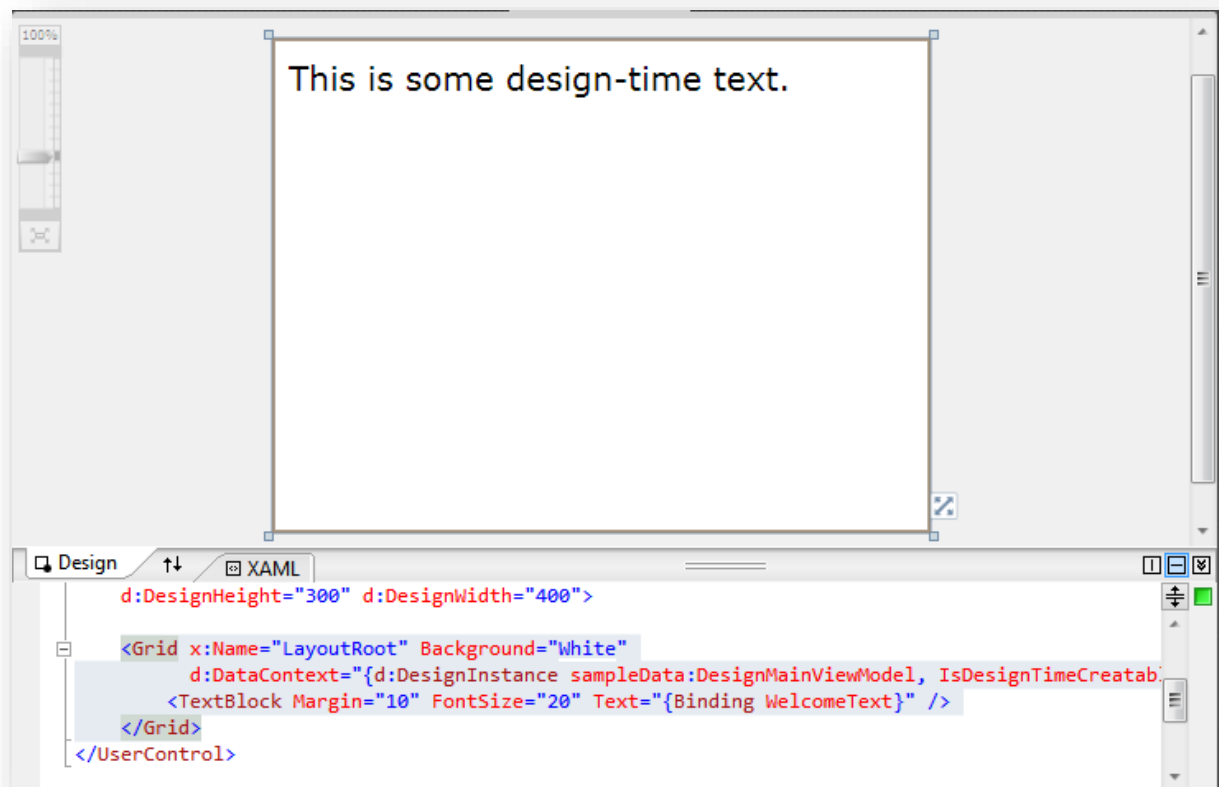 100%
This is some design-time text.
Design
XAML
d:DesignHeight="300" d:DesignWidth="400">
<Grid x:Name="LayoutRoot" Background="White"
d:DataContext="{d:DesignInstance sampleData:DesignMainViewModel, IsDesignTimeCreatabl
<TextBlock Margin="10" FontSize="20" Text="{Binding WelcomeText}" />
</Grid>
</UserControl>